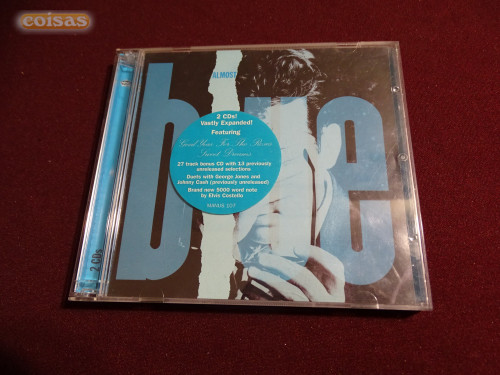 coisas
ALMOST
blue
2 CDs!
Vastly Expanded!
Featuring
Good Year For The Roses
Sweet Dreams
27 track bonus CD with 13 previously
unreleased selections
Duets with George Jones and
Johnny Cash (previously unreleased)
Brand new 5000 word note
by Elvis Costello
2 CDs